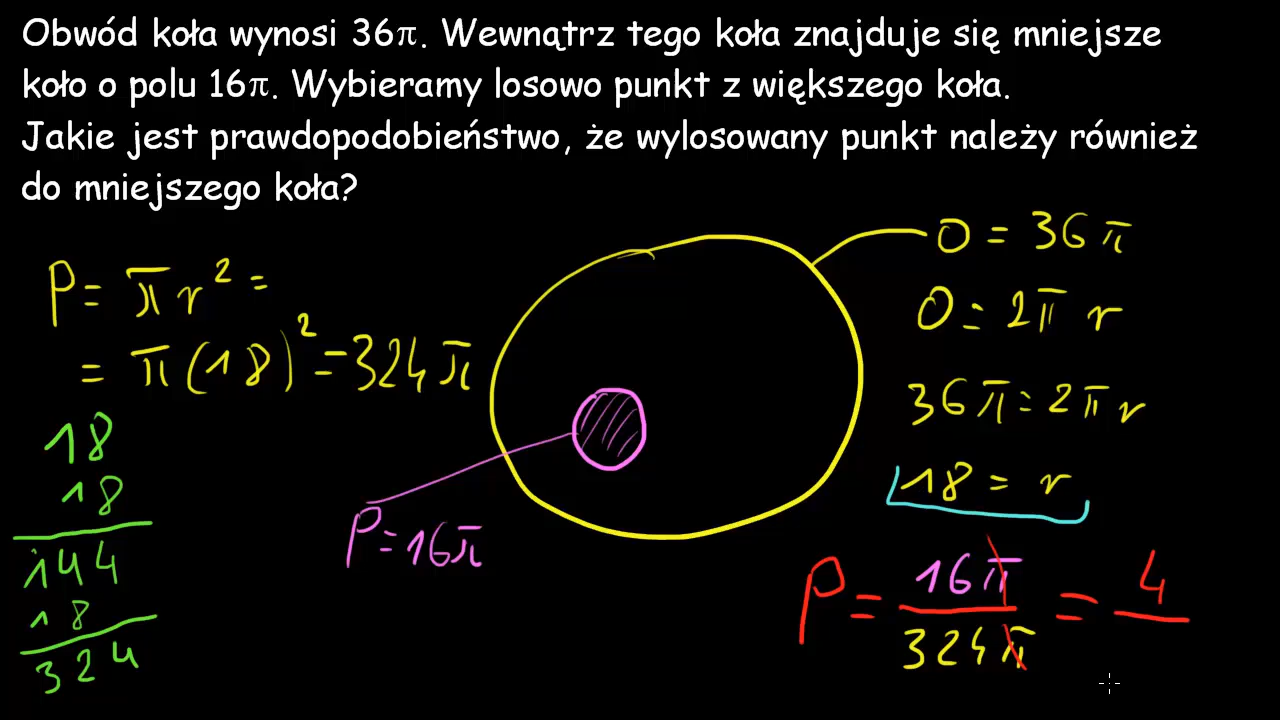 Obwód koła wynosi 36π. Wewnątrz tego koła znajduje się mniejsze
koło o polu 16π. Wybieramy losowo punkt z większego koła.
Jakie jest prawdopodobieństwo, że wylosowany punkt należy również
do mniejszego koła?
P = πr² =
= π(18)² = 324π
18
18
144
18
324
P = 16π
O = 36π
O = 2π r
36π = 2π r
18 = r
P = 16π/324π = 4